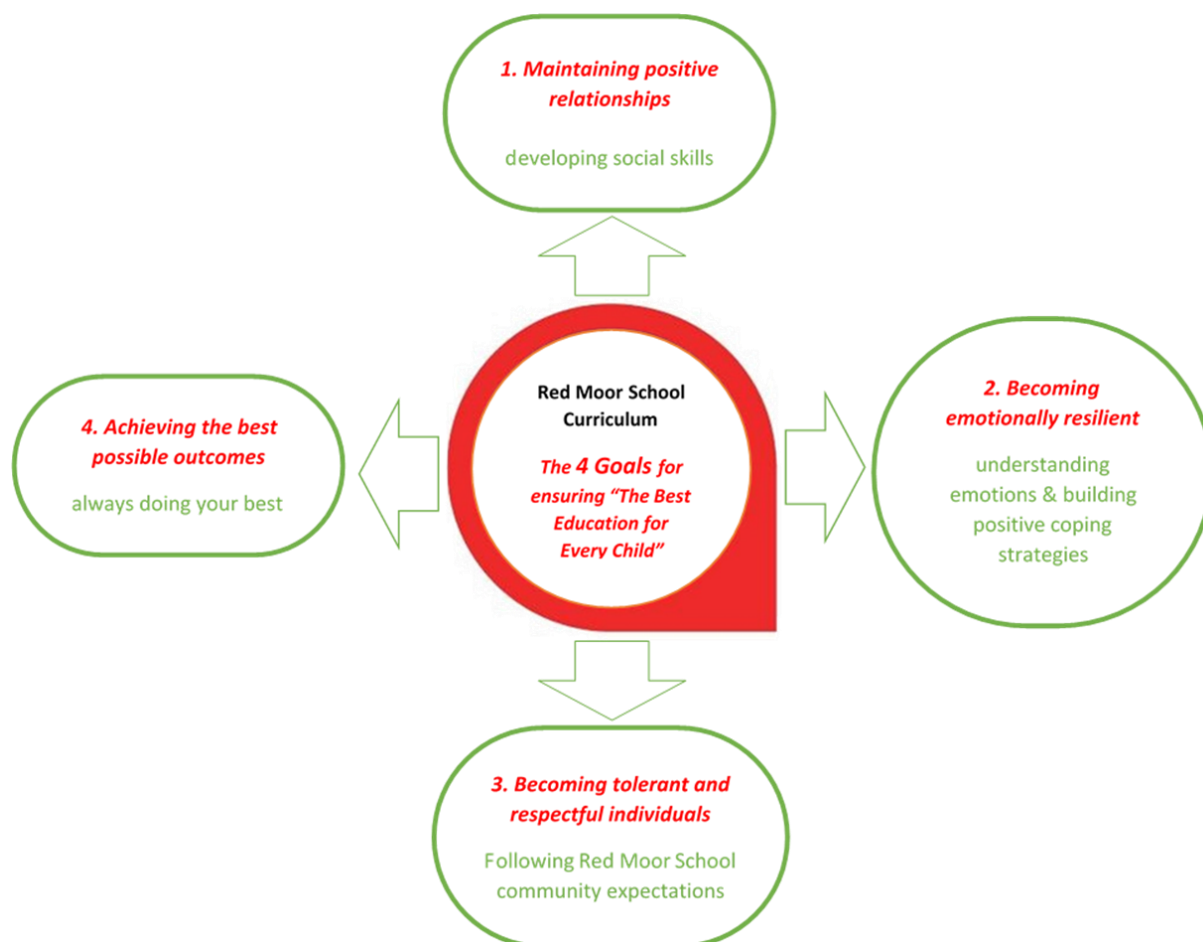 1. Maintaining positive
relationships
developing social skills
Red Moor School
Curriculum
The 4 Goals for
ensuring “The Best
Education for
Every Child”
2. Becoming
emotionally resilient
understanding
emotions & building
positive coping
strategies
3. Becoming tolerant and
respectful individuals
Following Red Moor School
community expectations
4. Achieving the best
possible outcomes
always doing your best